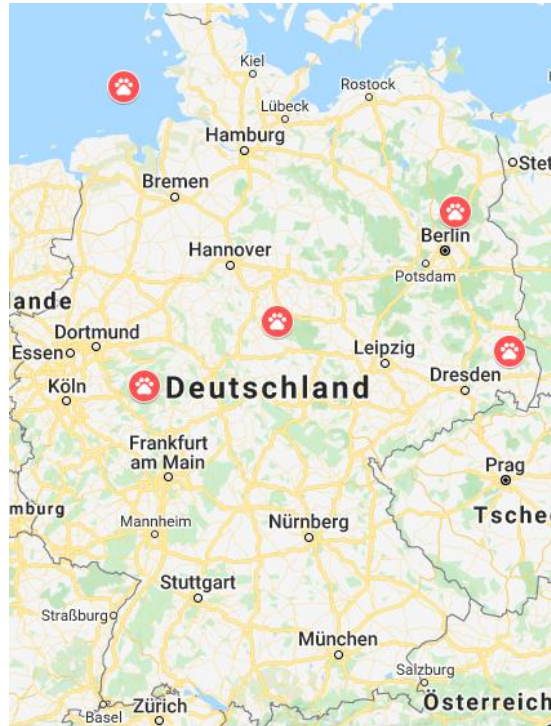 Kiel
Rostock
Lübeck
Hamburg
Stet
Bremen
Berlin
Hannover
Potsdam
lande
Dortmund
Essen
Leipzig
Köln
Deutschland
Dresden
Frankfurt
am Main
Prag
mburg
Mannheim
Nürnberg
Tschec
Stuttgart
Straßburg
München
Salzburg
Österreich
Basel
Zürich